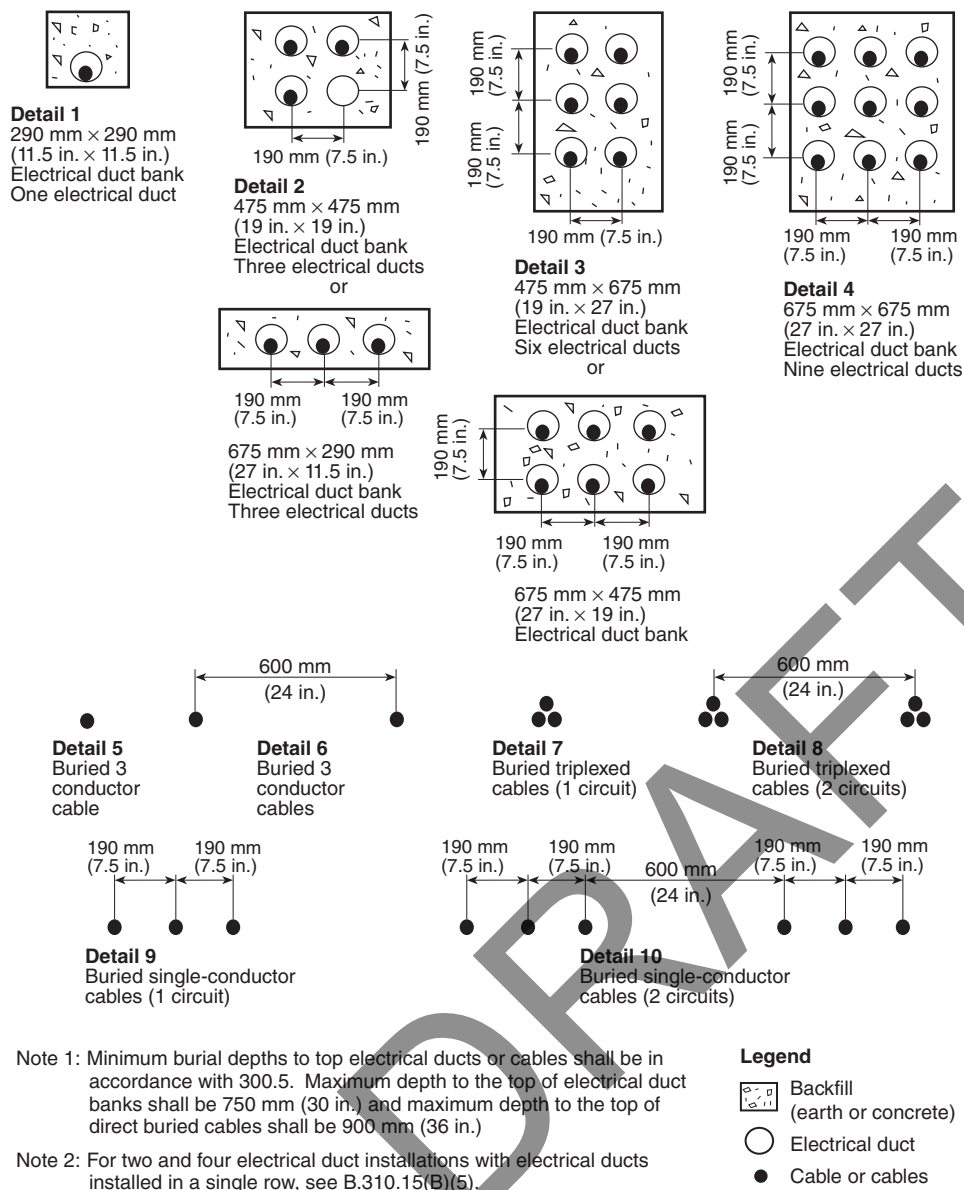 Detail 1
290 mm × 290 mm
(11.5 in. × 11.5 in.)
Electrical duct bank
One electrical duct
190 mm (7.5 in.)
190 mm (7.5 in.)
Detail 2
475 mm × 475 mm
(19 in. × 19 in.)
Electrical duct bank
Three electrical ducts
or
190 mm
(7.5 in.)
190 mm
(7.5 in.)
675 mm × 290 mm
(27 in. × 11.5 in.)
Electrical duct bank
Three electrical ducts
190 mm
(7.5 in.)
190 mm
(7.5 in.)
190 mm (7.5 in.)
Detail 3
475 mm × 675 mm
(19 in. × 27 in.)
Electrical duct bank
Six electrical ducts
or
190 mm
(7.5 in.)
190 mm
(7.5 in.)
190 mm
(7.5 in.)
675 mm × 475 mm
(27 in. × 19 in.)
Electrical duct bank
190 mm
(7.5 in.)
190 mm
(7.5 in.)
190 mm
(7.5 in.)
190 mm
(7.5 in.)
Detail 4
675 mm × 675 mm
(27 in. × 27 in.)
Electrical duct bank
Nine electrical ducts
Detail 5
Buried 3
conductor
cable
600 mm
(24 in.)
Detail 6
Buried 3
conductor
cables
Detail 7
Buried triplexed
cables (1 circuit)
600 mm
(24 in.)
Detail 8
Buried triplexed
cables (2 circuits)
190 mm
(7.5 in.)
190 mm
(7.5 in.)
Detail 9
Buried single-conductor
cables (1 circuit)
190 mm
(7.5 in.)
190 mm
(7.5 in.)
600 mm
(24 in.)
190 mm
(7.5 in.)
190 mm
(7.5 in.)
Detail 10
Buried single-conductor
cables (2 circuits)
Note 1: Minimum burial depths to top electrical ducts or cables shall be in
accordance with 300.5. Maximum depth to the top of electrical duct
banks shall be 750 mm (30 in.) and maximum depth to the top of
direct buried cables shall be 900 mm (36 in.)
Note 2: For two and four electrical duct installations with electrical ducts
installed in a single row, see B.310.15(B)(5).
Legend
Backfill
(earth or concrete)
Electrical duct
Cable or cables
DRAFT